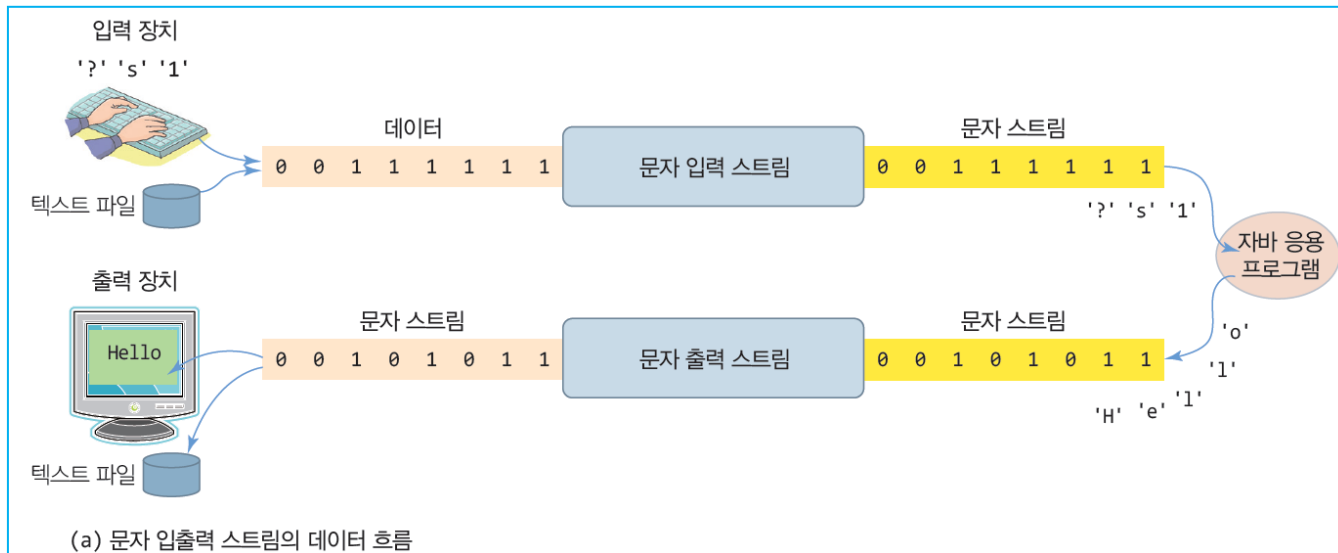 입력 장치
'?' 's' '1'
데이터
문자 스트림
0 0 1 1 1 1 1 1
문자 입력 스트림
0 0 1 1 1 1 1 1
텍스트 파일
'?' 's' '1'
자바 응용
프로그램
출력 장치
Hello
문자 스트림
문자 스트림
0 0 1 0 1 0 1 1
문자 출력 스트림
0 0 1 0 1 0 1 1
'o'
'l'
'l'
'e'
'H'
텍스트 파일
(a) 문자 입출력 스트림의 데이터 흐름